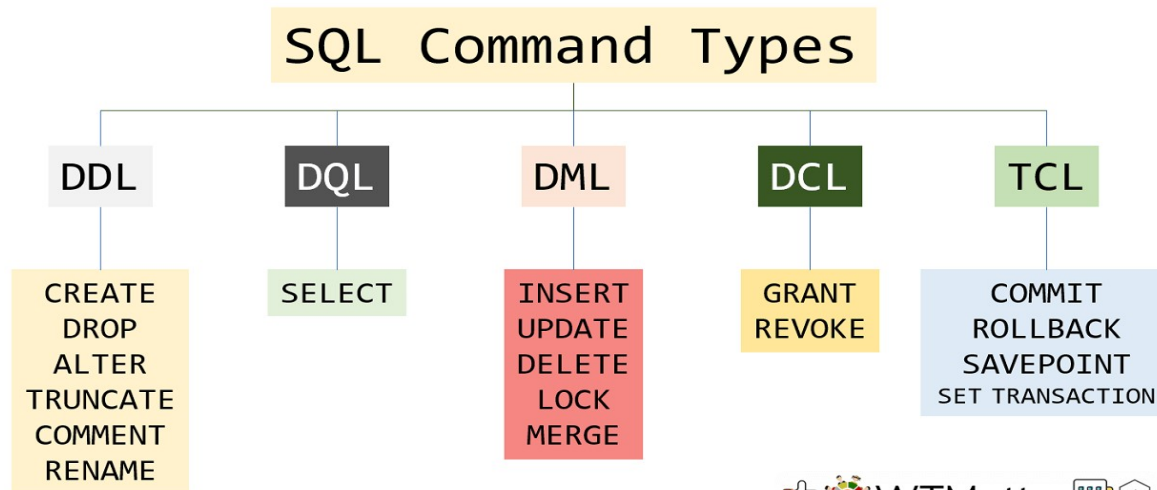 SQL Command Types
DDL
DQL
DML
DCL
TCL
CREATE
DROP
ALTER
TRUNCATE
COMMENT
RENAME
SELECT
INSERT
UPDATE
DELETE
LOCK
MERGE
GRANT
REVOKE
COMMIT
ROLLBACK
SAVEPOINT
SET TRANSACTION